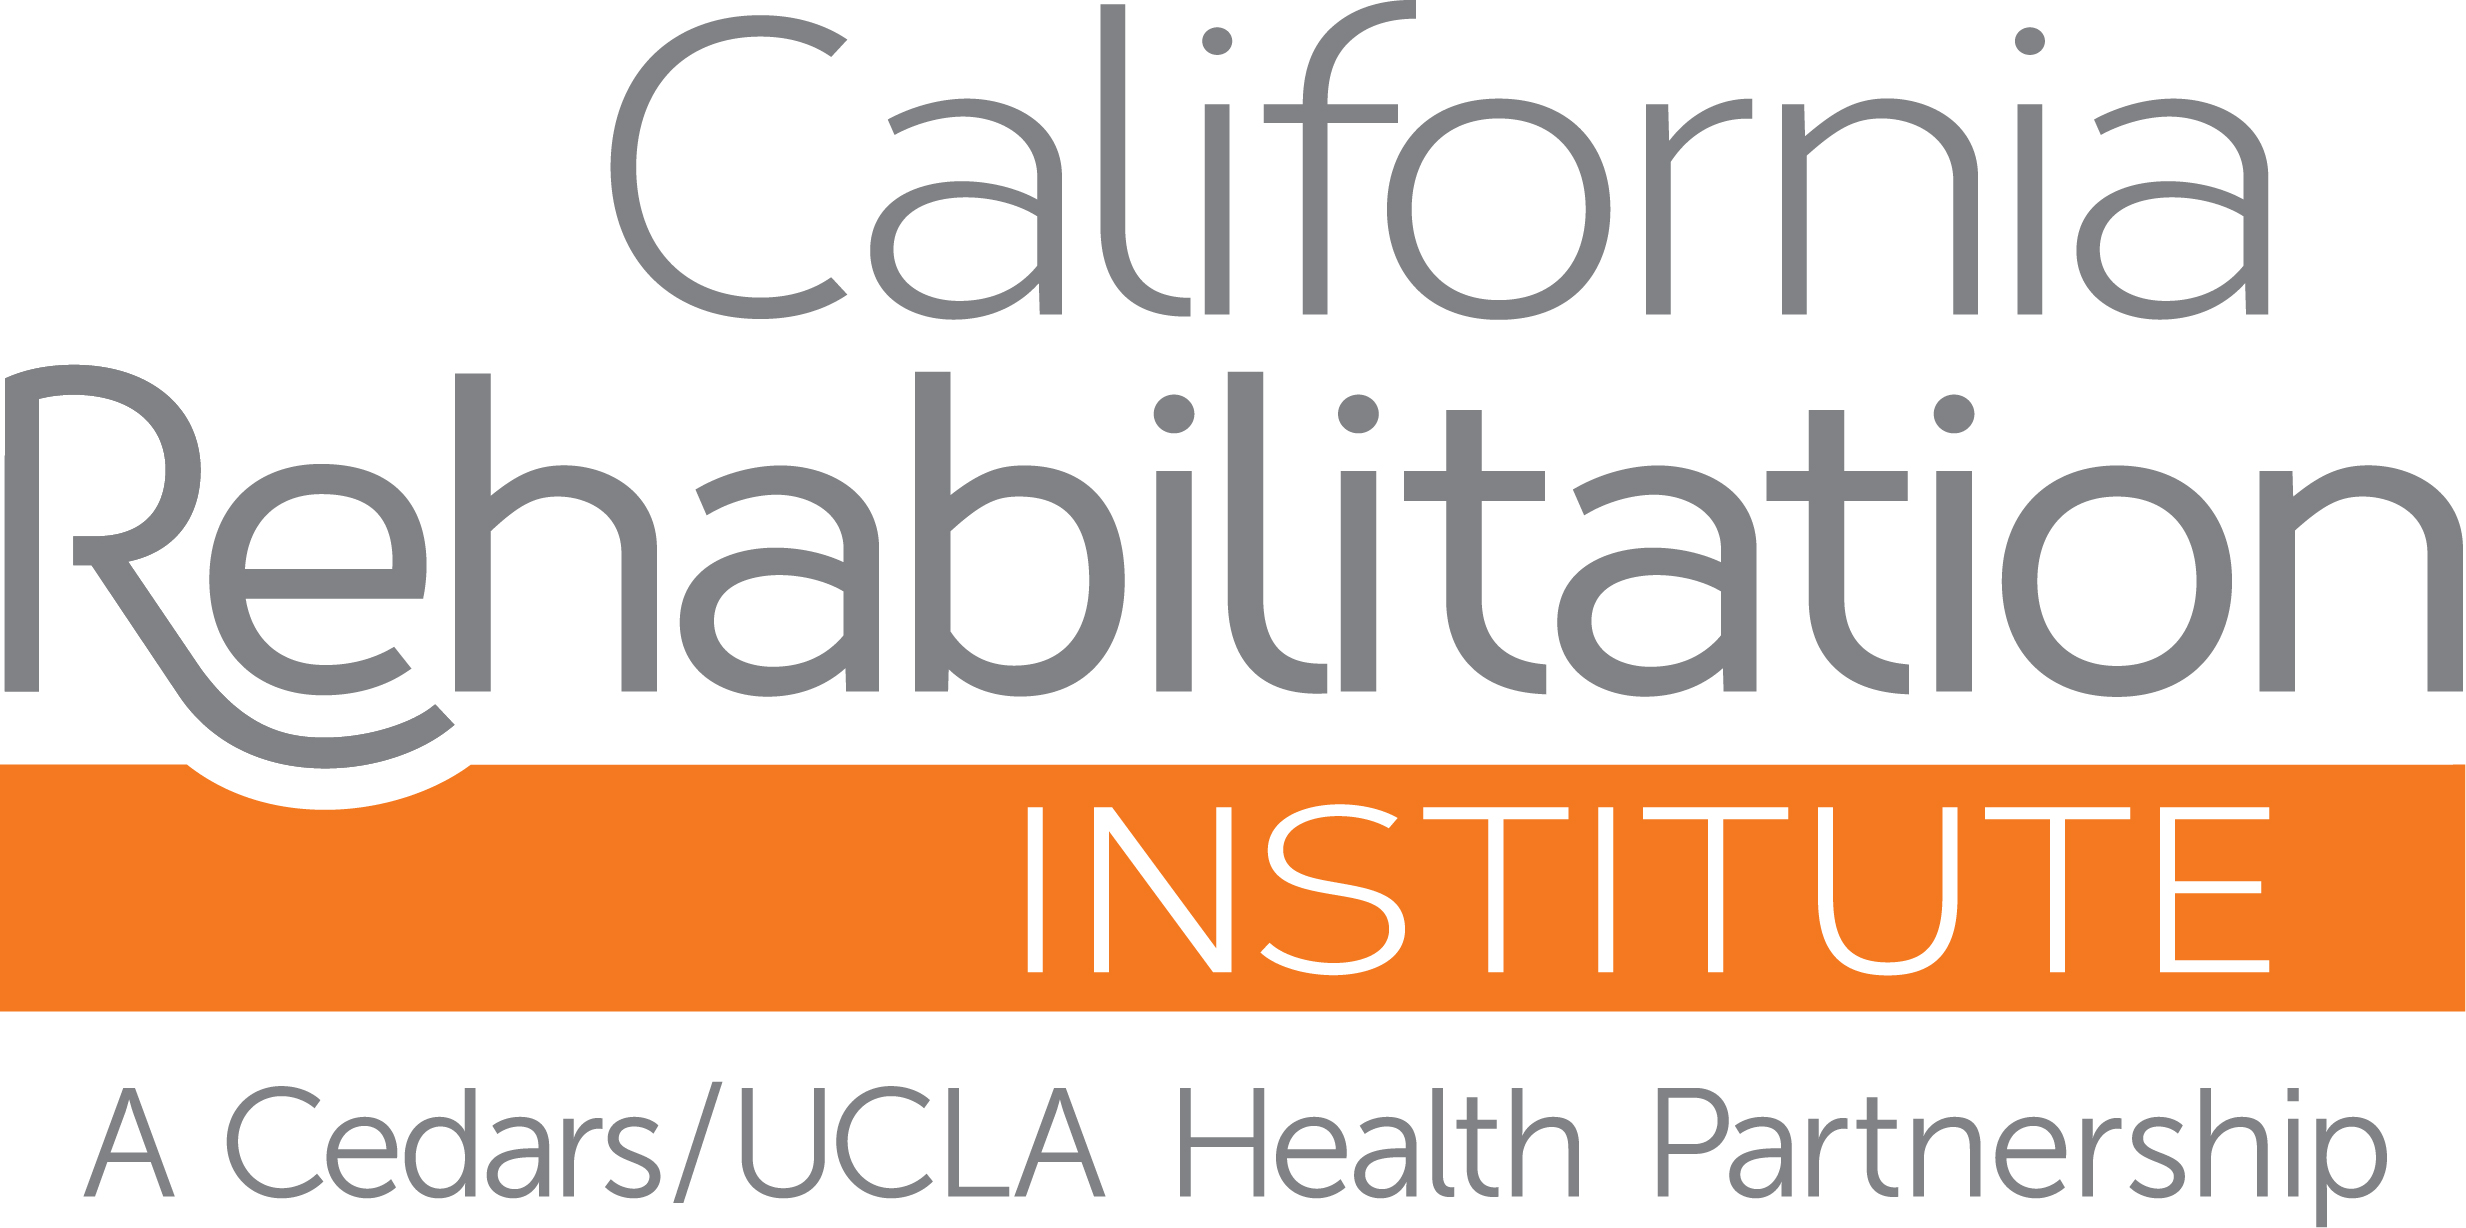 California
Rehabilitation
INSTITUTE
A Cedars/UCLA Health Partnership